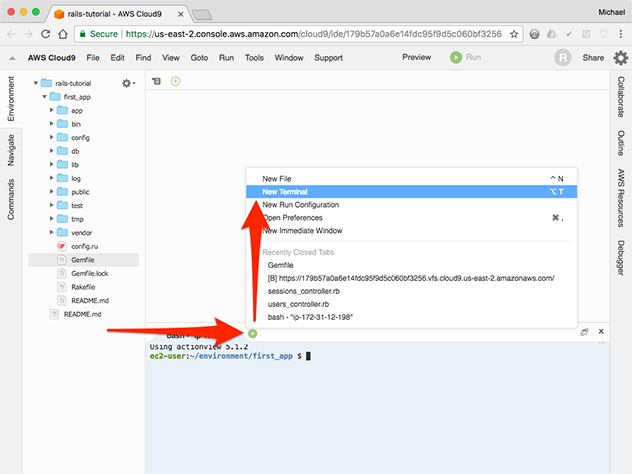 rails-tutorial - AWS Cloud9
Michael
Secure https://us-east-2.console.aws.amazon.com/cloud9/ide/179b57a0a6e14fdc95f9d5c060bf3256
AWS Cloud9 File Edit Find View Goto Run Tools Window Support Preview Run R Share
Environment
Navigate
Commands
rails-tutorial
first_app
app
bin
config
db
lib
log
public
test
tmp
vendor
config.ru
Gemfile
Gemfile.lock
Rakefile
README.md
README.md
New File ^ N
New Terminal ⌥ T
New Run Configuration
Open Preferences ⌘ ,
New Immediate Window
Recently Closed Tabs
Gemfile
[B] https://179b57a0a6e14fdc95f9d5c060bf3256.vfs.cloud9.us-east-2.amazonaws.com/
sessions_controller.rb
users_controller.rb
bash - "ip-172-31-12-198"
bash - "ip
Using actionview 5.1.2
ec2-user:~/environment/first_app $
Collaborate
Outline
AWS Resources
Debugger